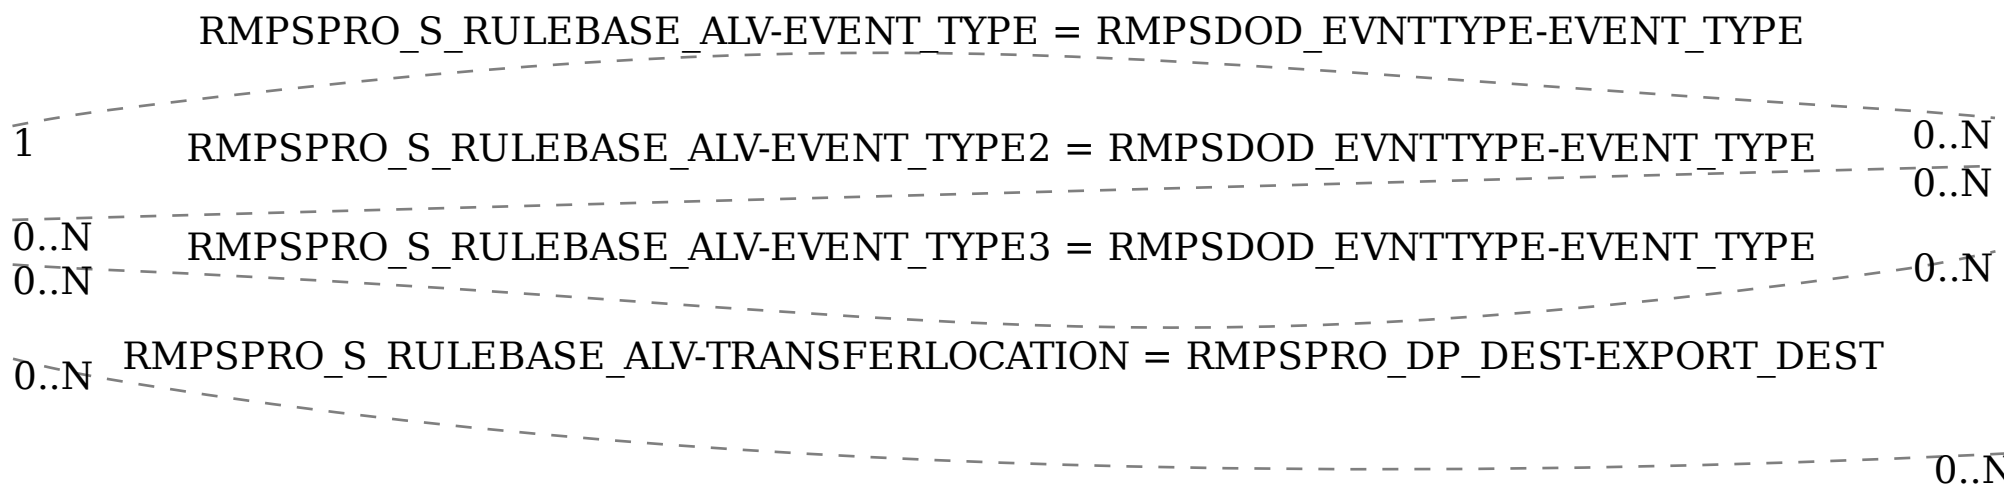 RMPSPRO_S_RULEBASE_ALV-EVENT_TYPE = RMPSDOD_EVNTTYPE-EVENT_TYPE
1
0..N
RMPSPRO_S_RULEBASE_ALV-EVENT_TYPE2 = RMPSDOD_EVNTTYPE-EVENT_TYPE
0..N
0..N
RMPSPRO_S_RULEBASE_ALV-EVENT_TYPE3 = RMPSDOD_EVNTTYPE-EVENT_TYPE
0..N
0..N
RMPSPRO_S_RULEBASE_ALV-TRANSFERLOCATION = RMPSPRO_DP_DEST-EXPORT_DEST
0..N
0..N